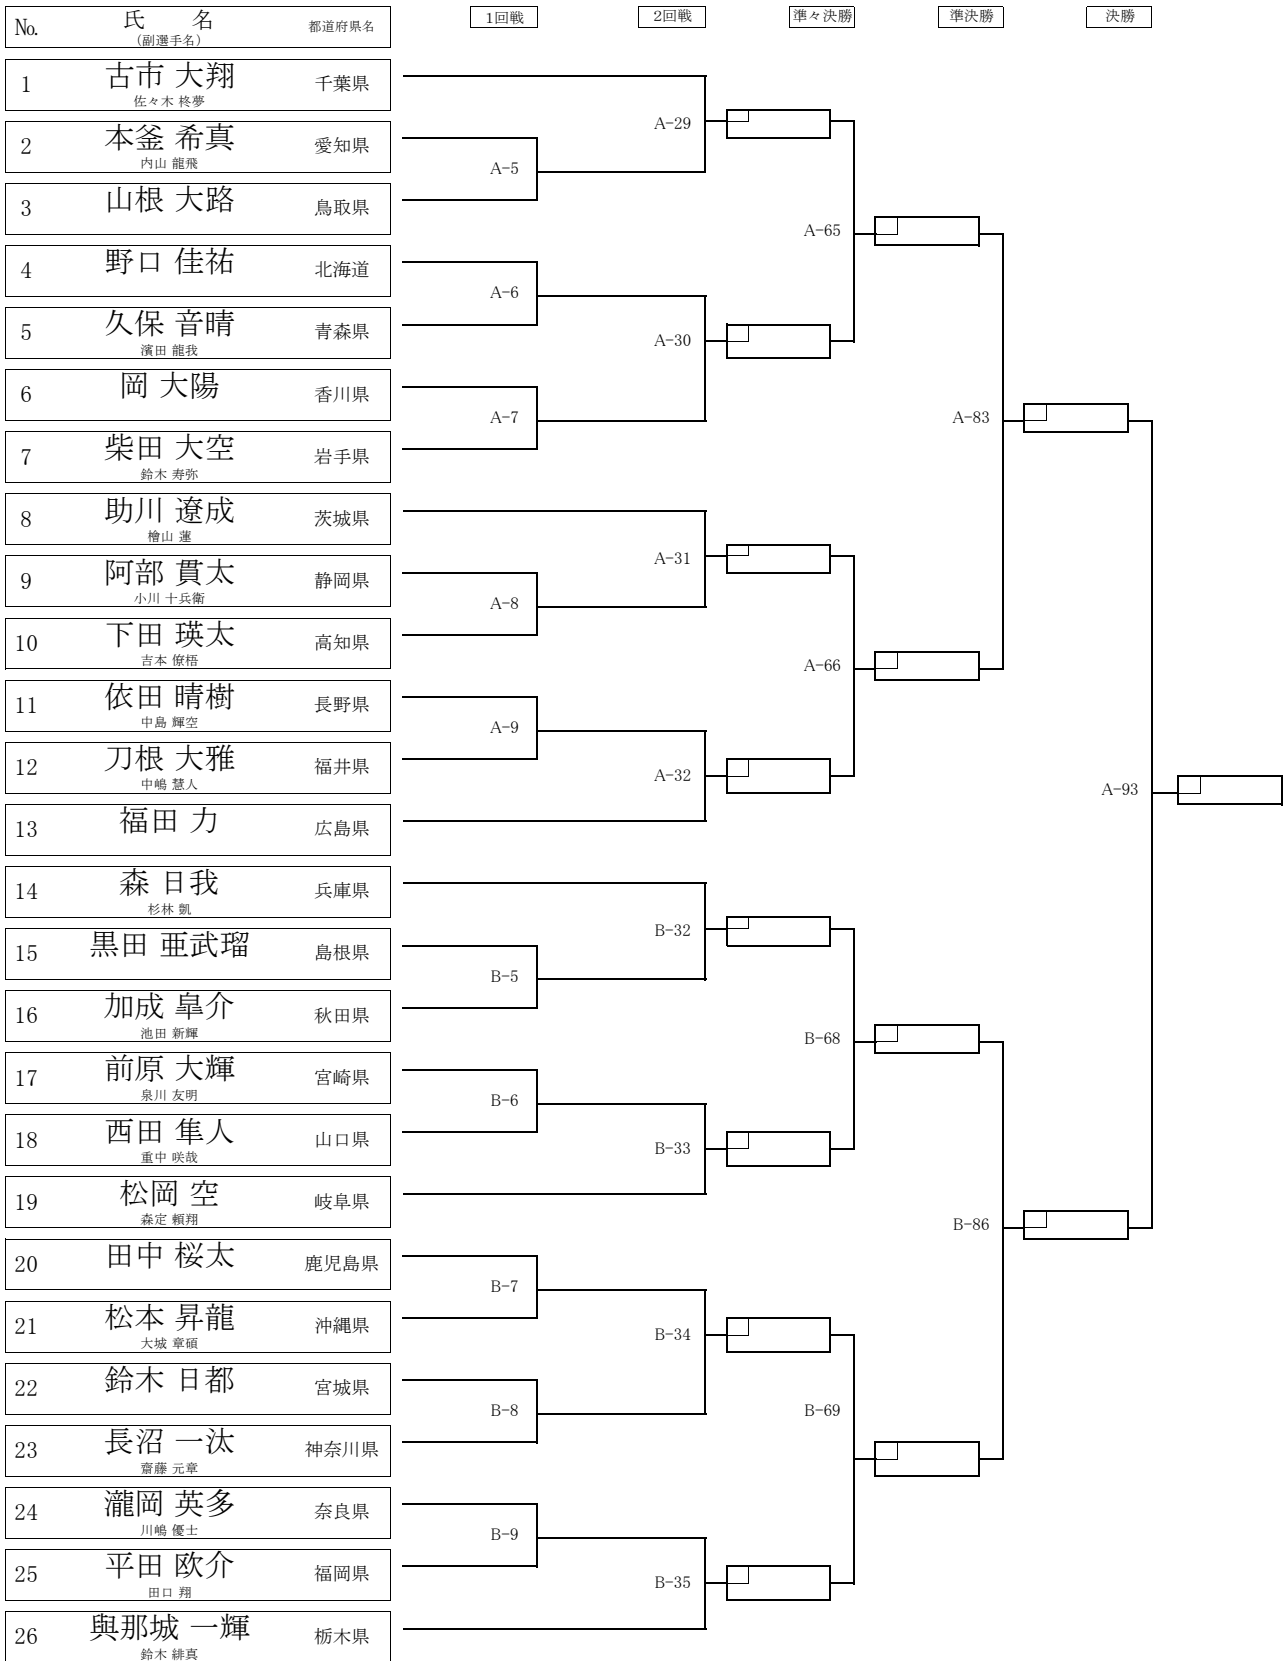 No. 氏 名 都道府県名 1回戦 2回戦 準々決勝 準決勝 決勝
(副選手名)
1 古市 大翔 千葉県
佐々木 柊夢
A-29
2 本釜 希真 愛知県
内山 龍飛
A-5
3 山根 大路 鳥取県
A-65
4 野口 佳祐 北海道
A-6
5 久保 音晴 青森県
濱田 龍我
A-30
6 岡 大陽 香川県
A-7
A-83
7 柴田 大空 岩手県
鈴木 寿弥
8 助川 遼成 茨城県
檜山 蓮
A-31
9 阿部 貫太 静岡県
小川 十兵衛
A-8
10 下田 瑛太 高知県
吉本 僚梧
A-66
11 依田 晴樹 長野県
中島 輝空
A-9
12 刀根 大雅 福井県
中嶋 慧人
A-32
A-93
13 福田 力 広島県
14 森 日我 兵庫県
杉林 凱
B-32
15 黒田 亜武瑠 島根県
B-5
16 加成 皐介 秋田県
池田 新輝
B-68
17 前原 大輝 宮崎県
泉川 友明
B-6
18 西田 隼人 山口県
重中 咲哉
B-33
19 松岡 空 岐阜県
森定 頼翔
B-86
20 田中 桜太 鹿児島県
B-7
21 松本 昇龍 沖縄県
大城 章碩
B-34
22 鈴木 日都 宮城県
B-8
B-69
23 長沼 一汰 神奈川県
齋藤 元章
24 瀧岡 英多 奈良県
川嶋 優士
B-9
25 平田 欧介 福岡県
田口 翔
B-35
26 與那城 一輝 栃木県
鈴木 緋真